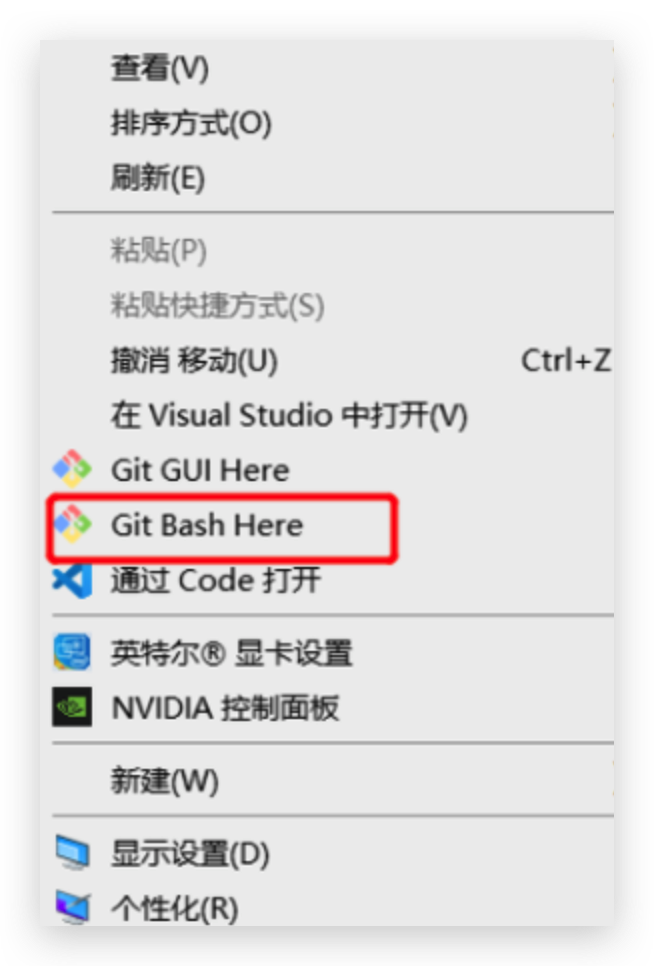 查看(V)
排序方式(O)
刷新(E)
粘贴(P)
粘贴快捷方式(S)
撤消 移动(U) Ctrl+Z
在 Visual Studio 中打开(V)
Git GUI Here
Git Bash Here
通过 Code 打开
英特尔® 显卡设置
NVIDIA 控制面板
新建(W)
显示设置(D)
个性化(R)